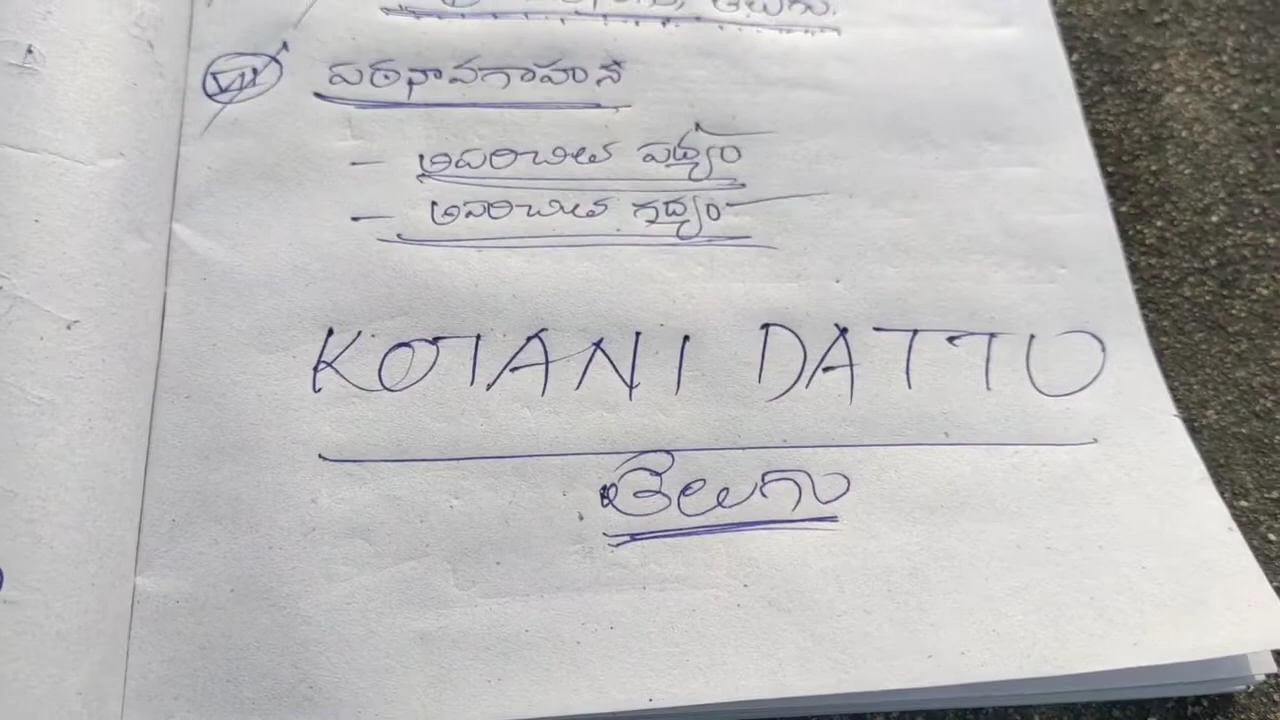 తెలుగు.
VII పఠనావగాహన
- అపరిచిత పద్యం
- అపరిచిత గద్యం
KOTANI DATTU
తెలుగు